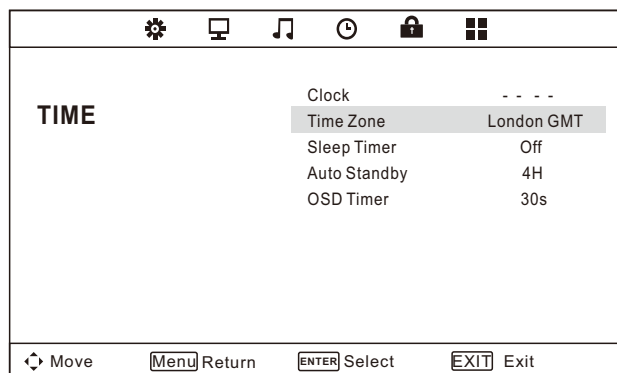 TIME
Clock - - - -
Time Zone London GMT
Sleep Timer Off
Auto Standby 4H
OSD Timer 30s
Move Menu Return ENTER Select EXIT Exit